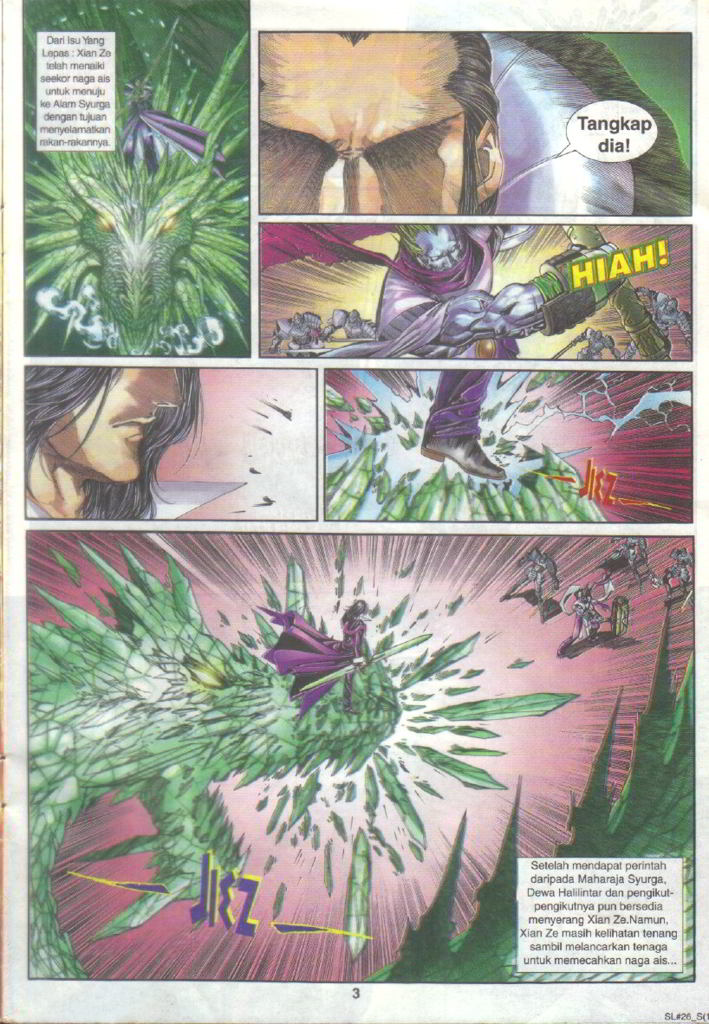 Dari Isu Yang
Lepas : Xian Ze
telah menaiki
seekor naga ais
untuk menuju
ke Alam Syurga
dengan tujuan
menyelamatkan
rakan-rakannya.
Tangkap
dia!
HIAH!
JIEZ
JIEZ
Setelah mendapat perintah
daripada Maharaja Syurga,
Dewa Halilintar dan pengikut-
pengikutnya pun bersedia
menyerang Xian Ze.Namun,
Xian Ze masih kelihatan tenang
sambil melancarkan tenaga
untuk memecahkan naga ais...
3